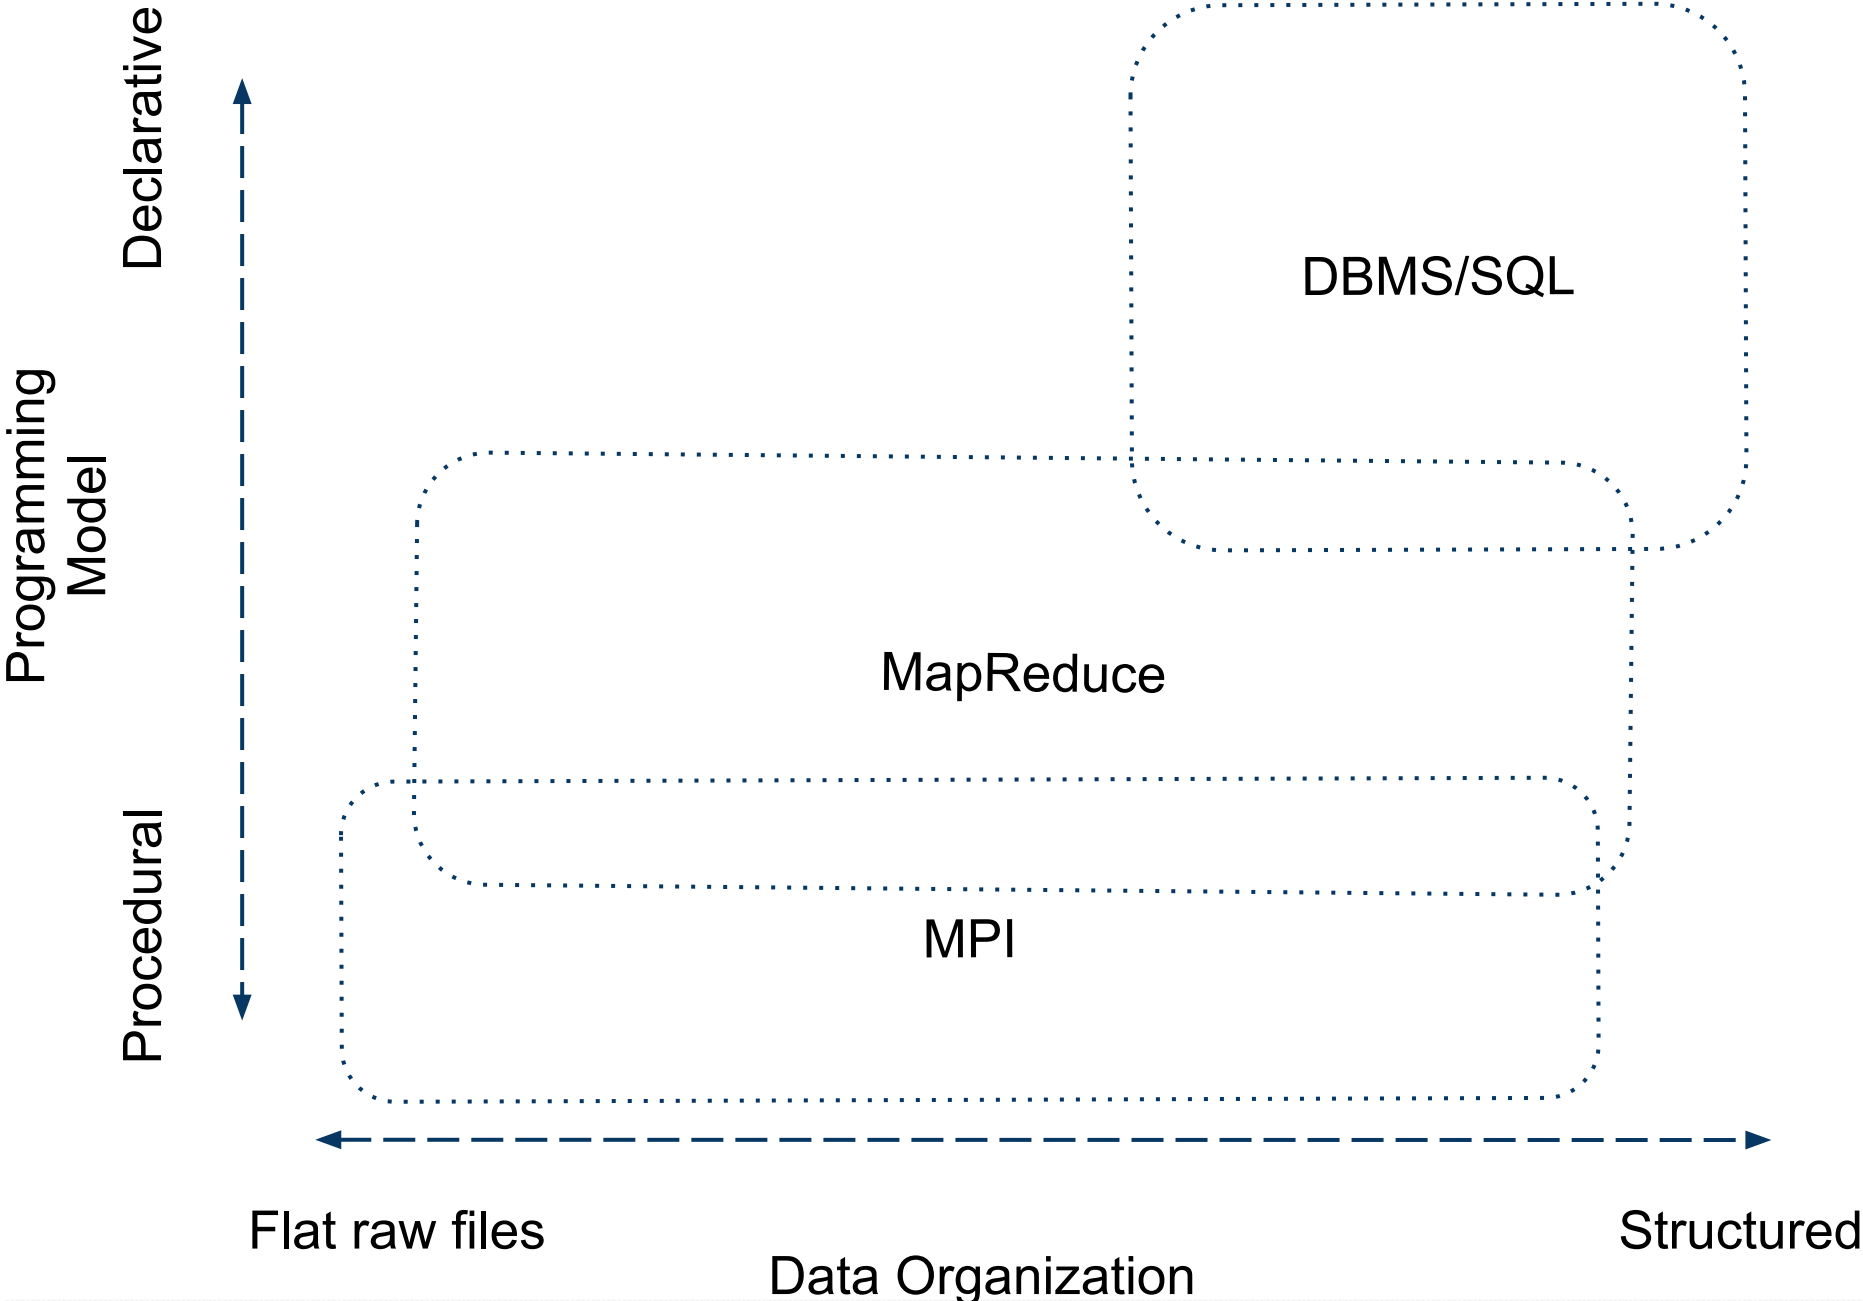 Declarative
DBMS/SQL
Programming
Model
MapReduce
Procedural
MPI
Flat raw files
Structured
Data Organization